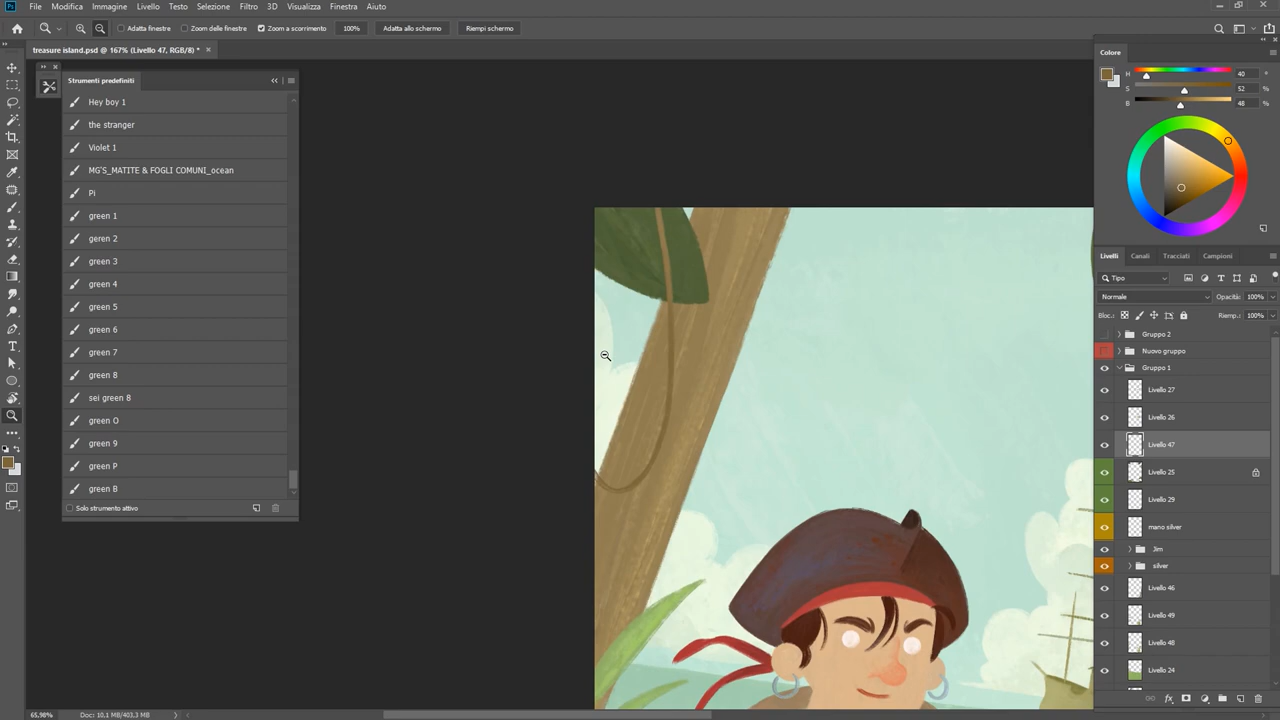 File Modifica Immagine Livello Testo Selezione Filtro 3D Visualizza Finestra Aiuto
Adatta finestre Zoom delle finestre Zoom a scorrimento 100% Adatta allo schermo Riempi schermo
treasure island.psd @ 167% (Livello 47, RGB/8) * ×
Strumenti predefiniti
Hey boy 1
the stranger
Violet 1
MG'S_MATITE & FOGLI COMUNI_ocean
Pi
green 1
geren 2
green 3
green 4
green 5
green 6
green 7
green 8
sei green 8
green O
green 9
green P
green B
Solo strumento attivo
Colore
H 40 °
S 52 %
B 48 %
Livelli Canali Tracciati Campioni
Tipo
Normale Opacità: 100%
Bloc.: Riemp.: 100%
Gruppo 2
Nuovo gruppo
Gruppo 1
Livello 27
Livello 26
Livello 47
Livello 25
Livello 29
mano silver
Jim
silver
Livello 46
Livello 49
Livello 48
Livello 24
65,98% Doc: 10,1 MB/403,3 MB